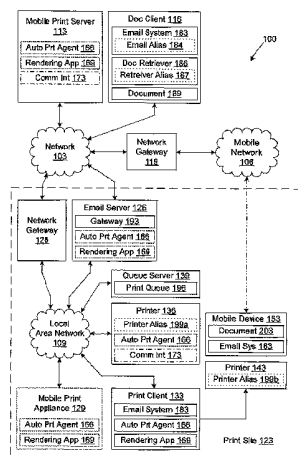 Mobile Print Server
113
Auto Prt Agent 166
Rendering App 169
Comm Int 173
Doc Client 116
Email System 183
Email Alias 184
Doc Retriever 186
Retreiver Alias 187
Document 189
100
Network
103
Network
Gateway
119
Mobile
Network
106
Network
Gateway
126
Email Server 126
Gateway 193
Auto Prt Agent 166
Rendering App 169
Queue Server 139
Print Queue 196
Local
Area Network
109
Printer 136
Printer Alias 199a
Auto Prt Agent 166
Comm Int 173
Mobile Device 153
Document 203
Email Sys 163
Printer 143
Printer Alias 199b
Mobile Print
Appliance 129
Auto Prt Agent 166
Rendering App 169
Print Client 133
Email System 183
Auto Prt Agent 166
Rendering App 169
Print Site 123